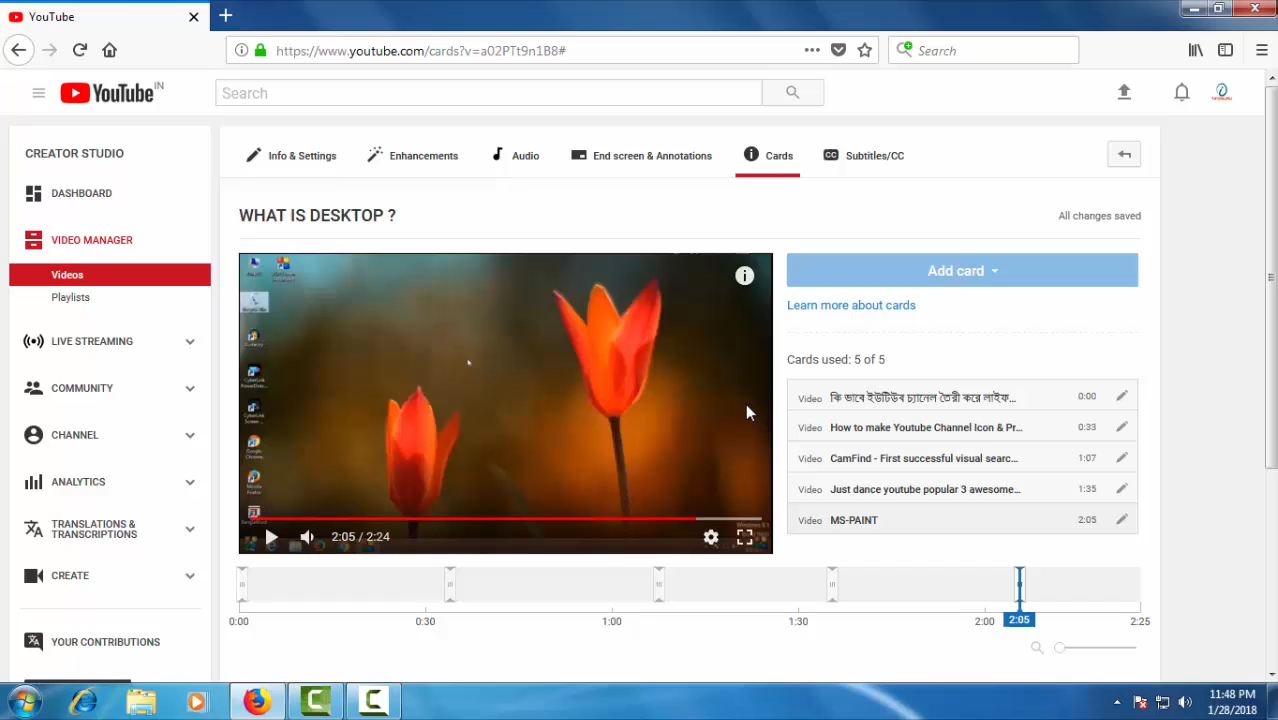 YouTube
https://www.youtube.com/cards?v=a02PTt9n1B8#
Search
YouTube IN
Search
CREATOR STUDIO
DASHBOARD
VIDEO MANAGER
Videos
Playlists
LIVE STREAMING
COMMUNITY
CHANNEL
ANALYTICS
TRANSLATIONS &
TRANSCRIPTIONS
CREATE
YOUR CONTRIBUTIONS
Info & Settings
Enhancements
Audio
End screen & Annotations
Cards
CC Subtitles/CC
WHAT IS DESKTOP ?
All changes saved
2:05 / 2:24
Add card
Learn more about cards
Cards used: 5 of 5
Video কি ভাবে ইউটিউব চ্যানেল তৈরী করে লাইফ... 0:00
Video How to make Youtube Channel Icon & Pr... 0:33
Video CamFind - First successful visual searc... 1:07
Video Just dance youtube popular 3 awesome... 1:35
Video MS-PAINT 2:05
0:00 0:30 1:00 1:30 2:00 2:05 2:25
11:48 PM
1/28/2018